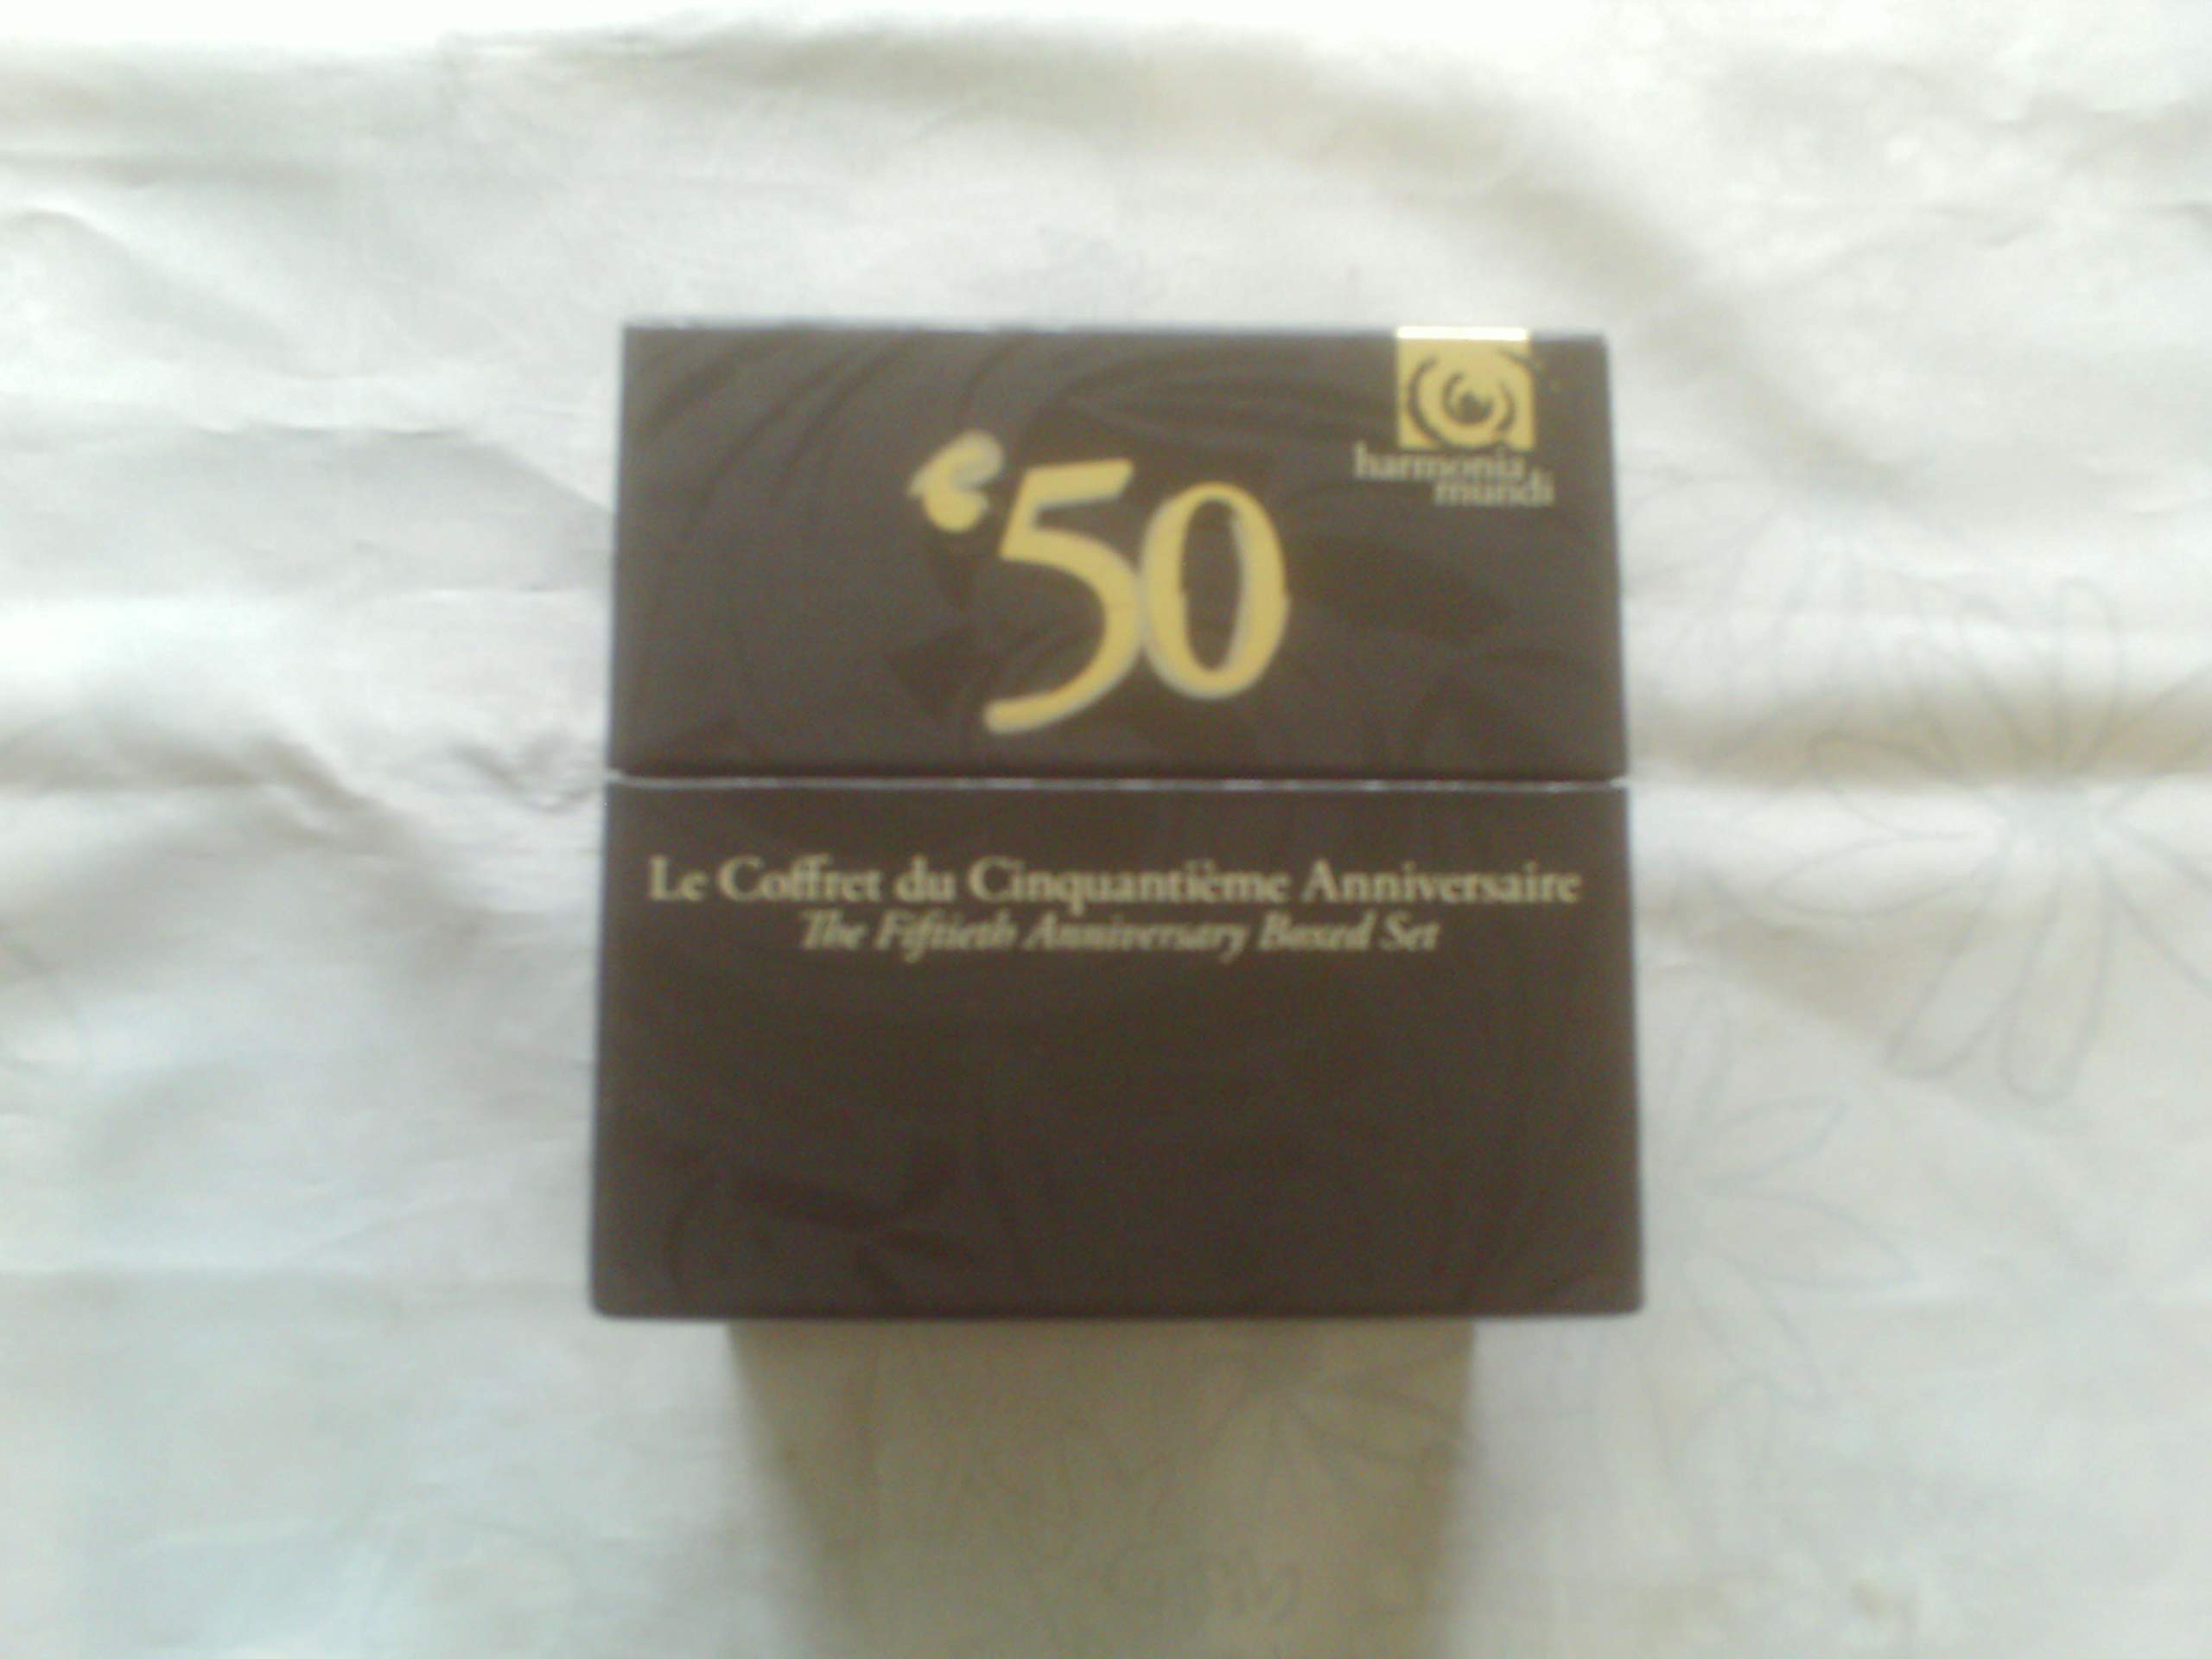 ‘50
harmonia
mundi
Le Coffret du Cinquantième Anniversaire
The Fiftieth Anniversary Boxed Set